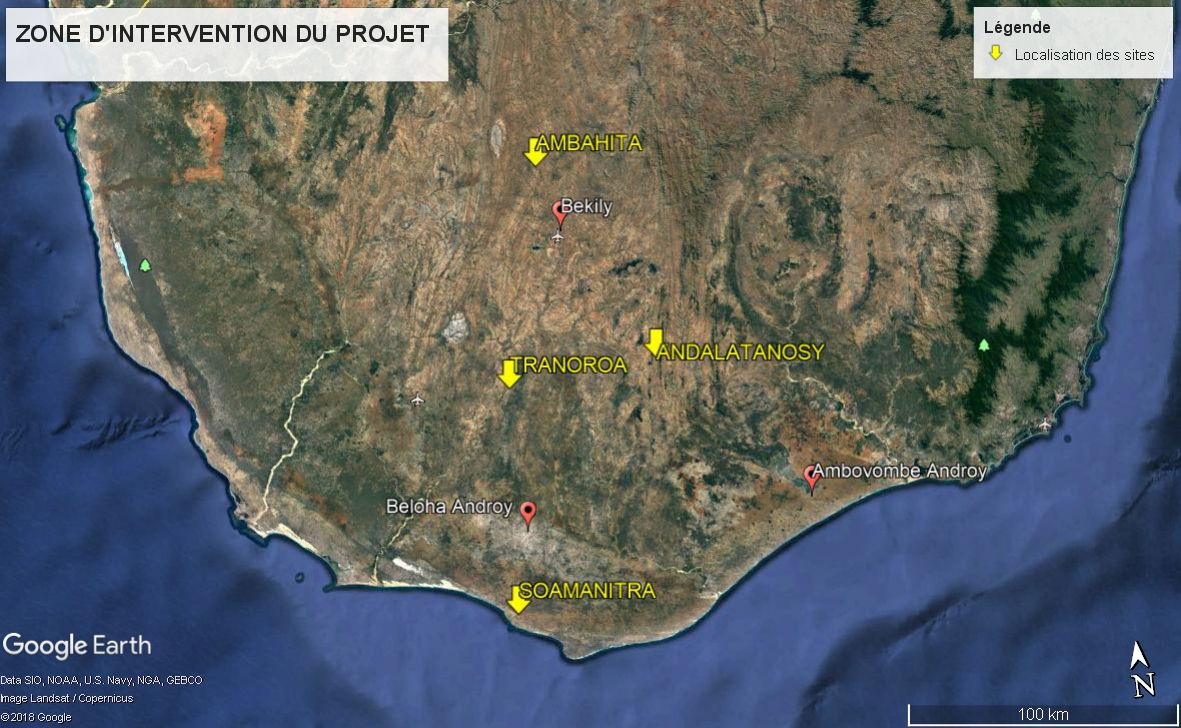 ZONE D'INTERVENTION DU PROJET
Légende
Localisation des sites
AMBAHITA
Bekily
ANDALATANOSY
TRANOROA
Ambovombe Androy
Beloha Androy
SOAMANITRA
Google Earth
Data SIO, NOAA, U.S. Navy, NGA, GEBCO
Image Landsat / Copernicus
©2018 Google
N
100 km